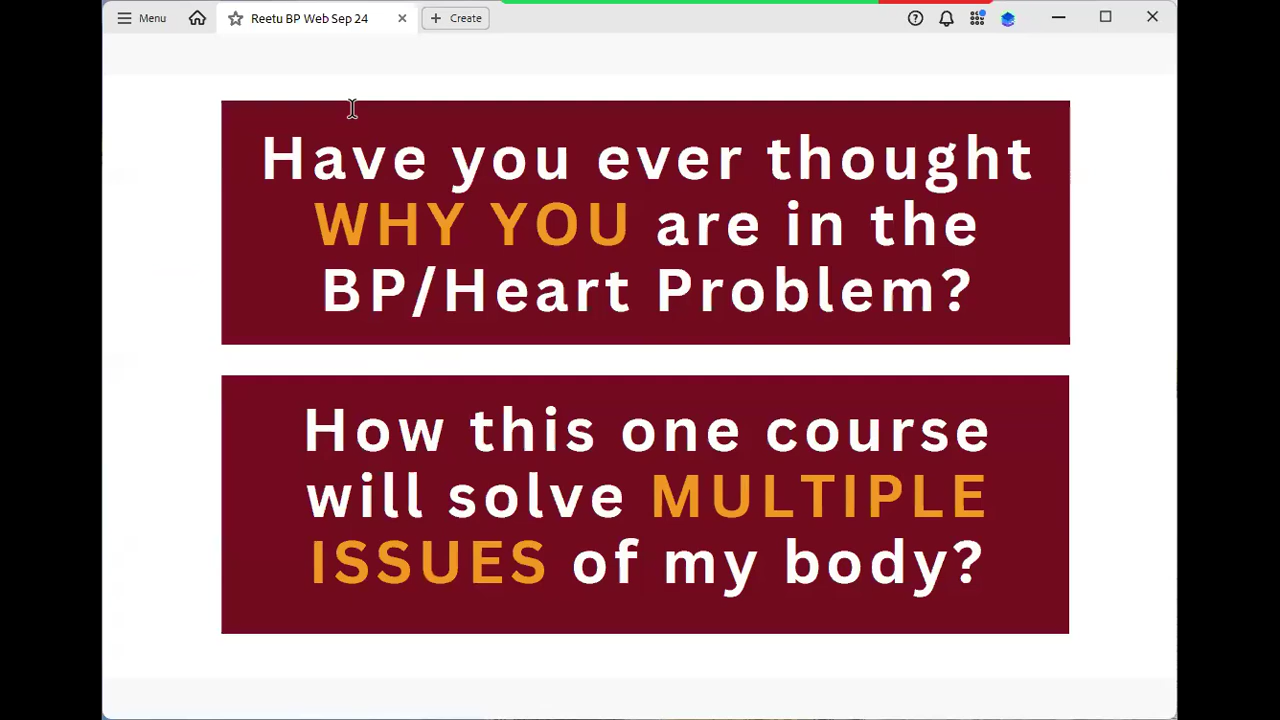 Menu
Reetu BP Web Sep 24
Create
Have you ever thought
WHY YOU are in the
BP/Heart Problem?
How this one course
will solve MULTIPLE
ISSUES of my body?